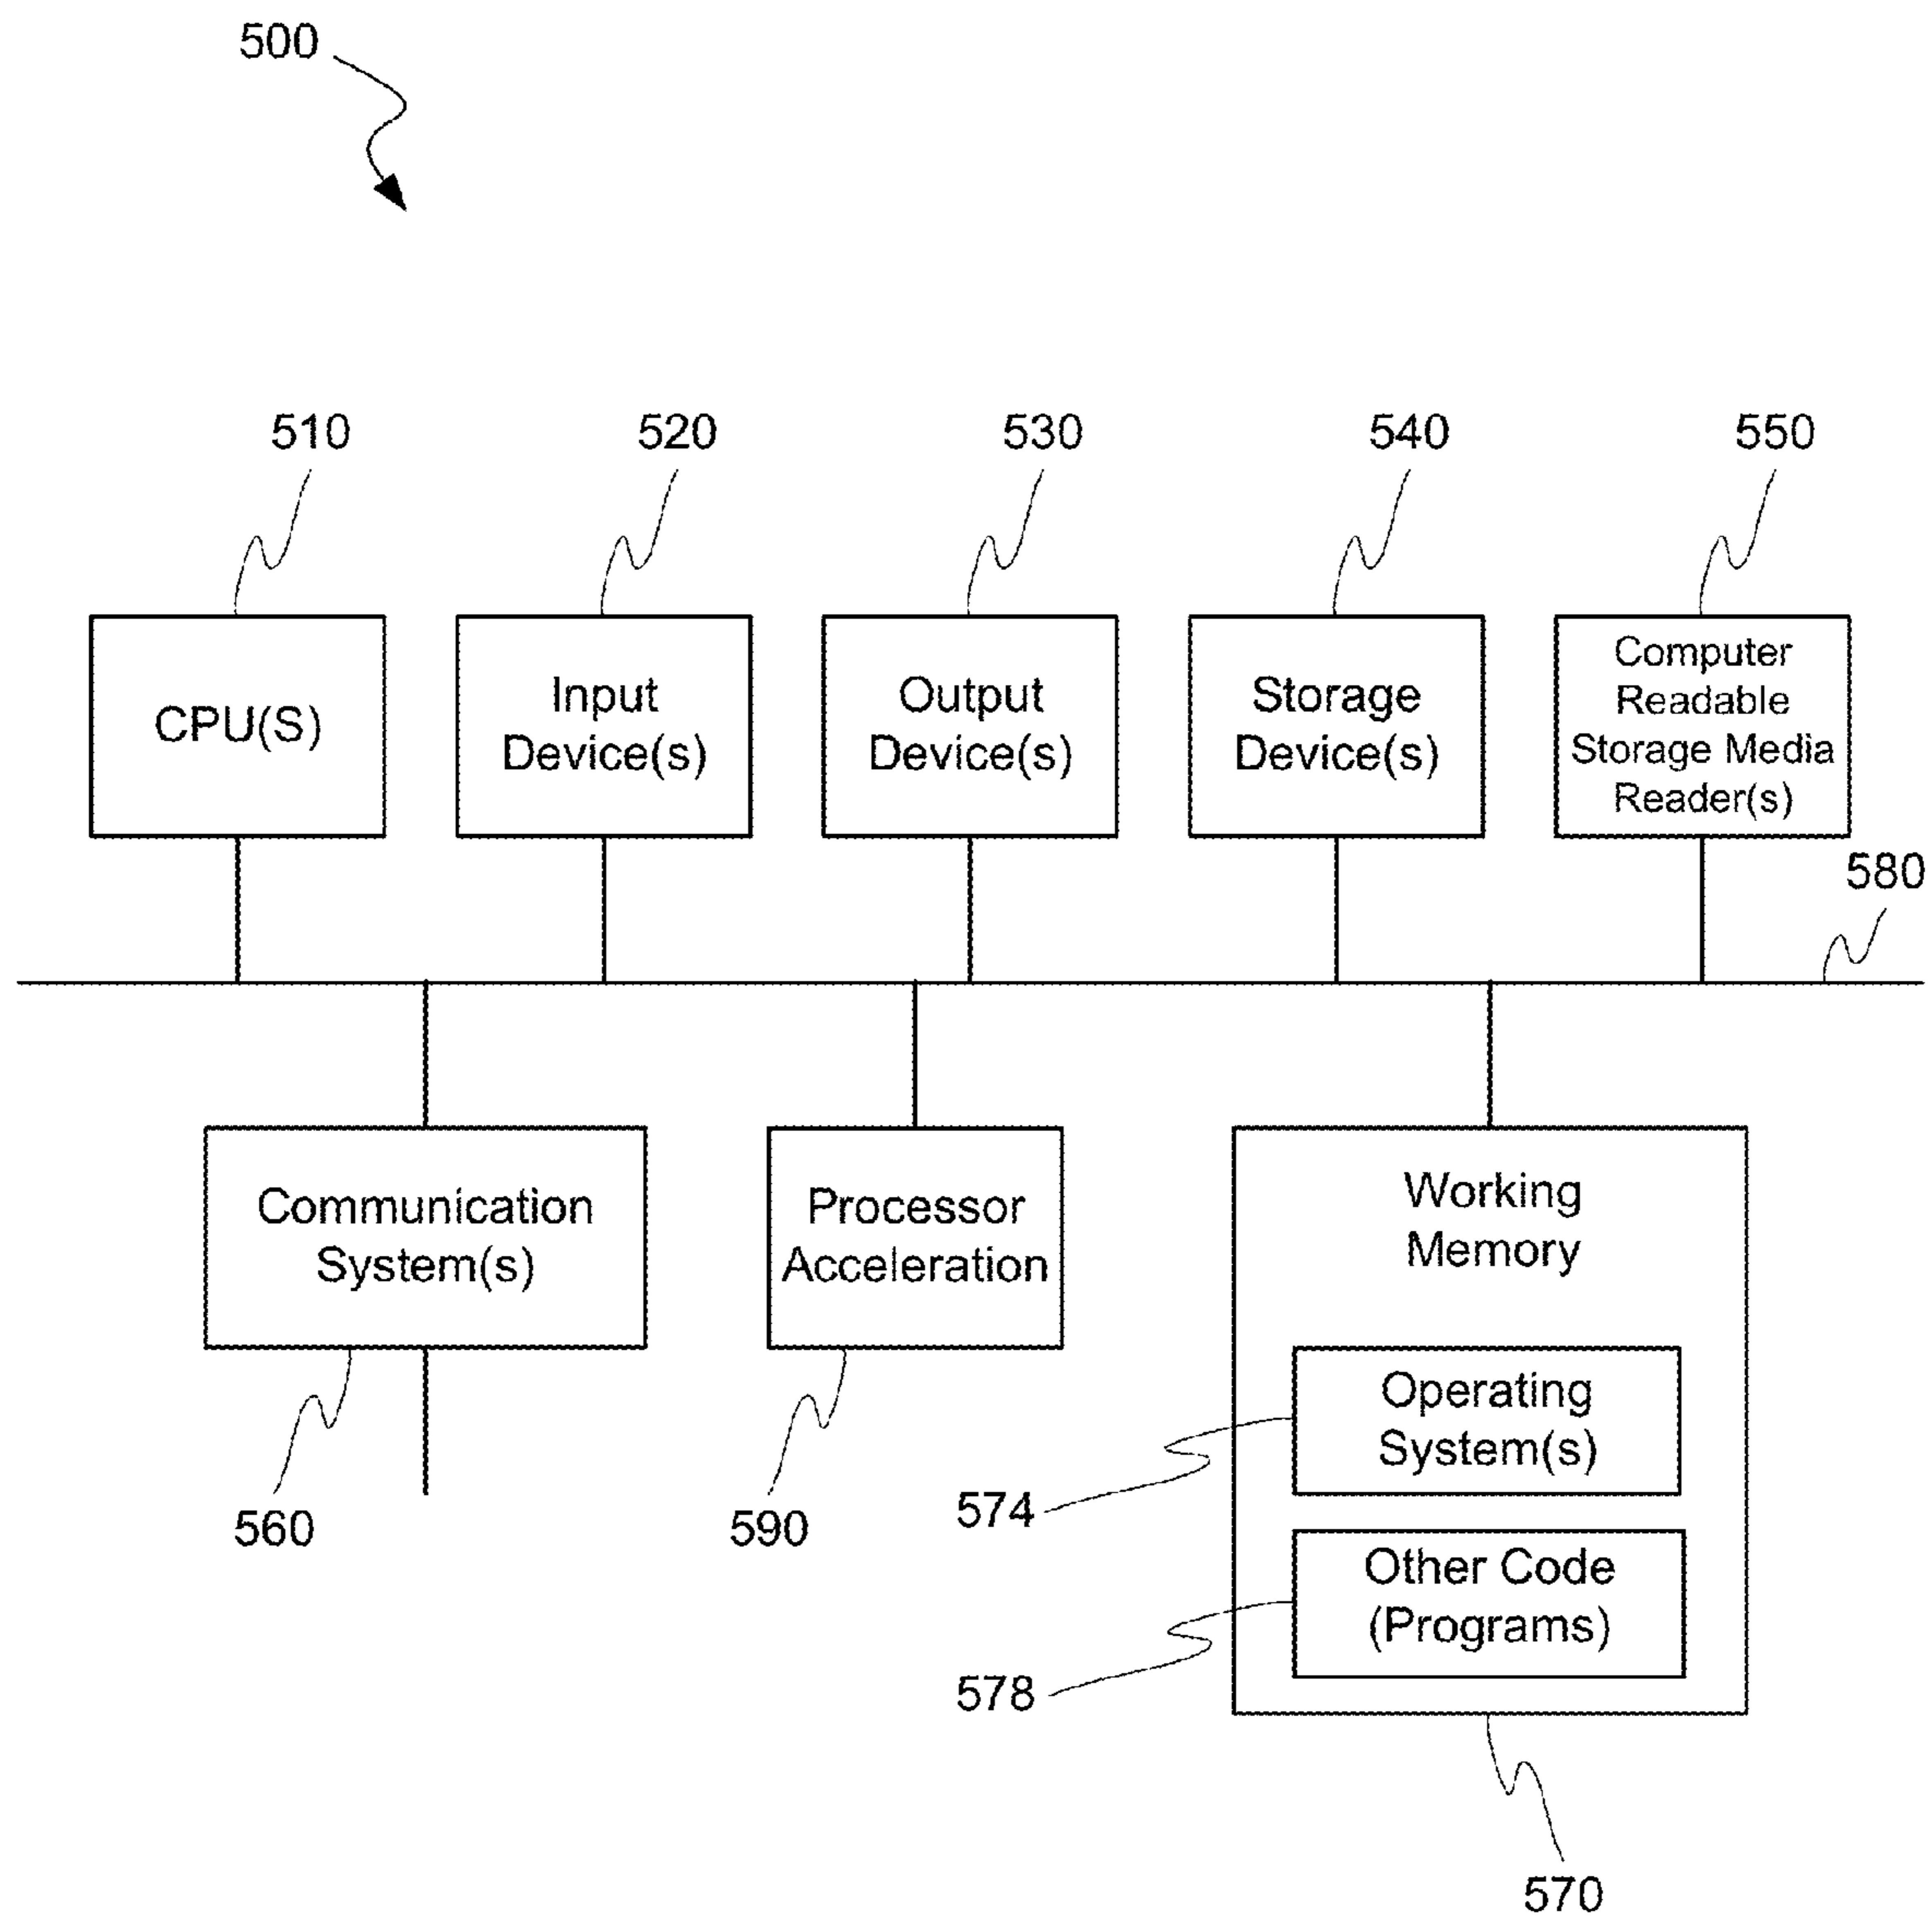 500
510
520
530
540
550
CPU(S)
Input
Device(s)
Output
Device(s)
Storage
Device(s)
Computer
Readable
Storage Media
Reader(s)
580
Communication
System(s)
Processor
Acceleration
Working
Memory
Operating
System(s)
574
Other Code
(Programs)
578
560
590
570